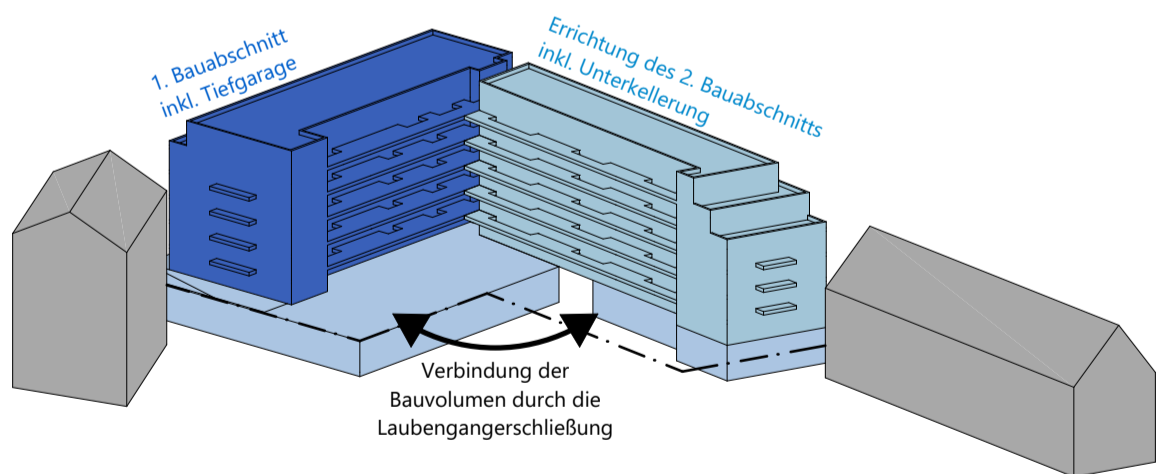 1. Bauabschnitt
inkl. Tiefgarage
Errichtung des 2. Bauabschnitts
inkl. Unterkellerung
Verbindung der
Bauvolumen durch die
Laubengangerschließung